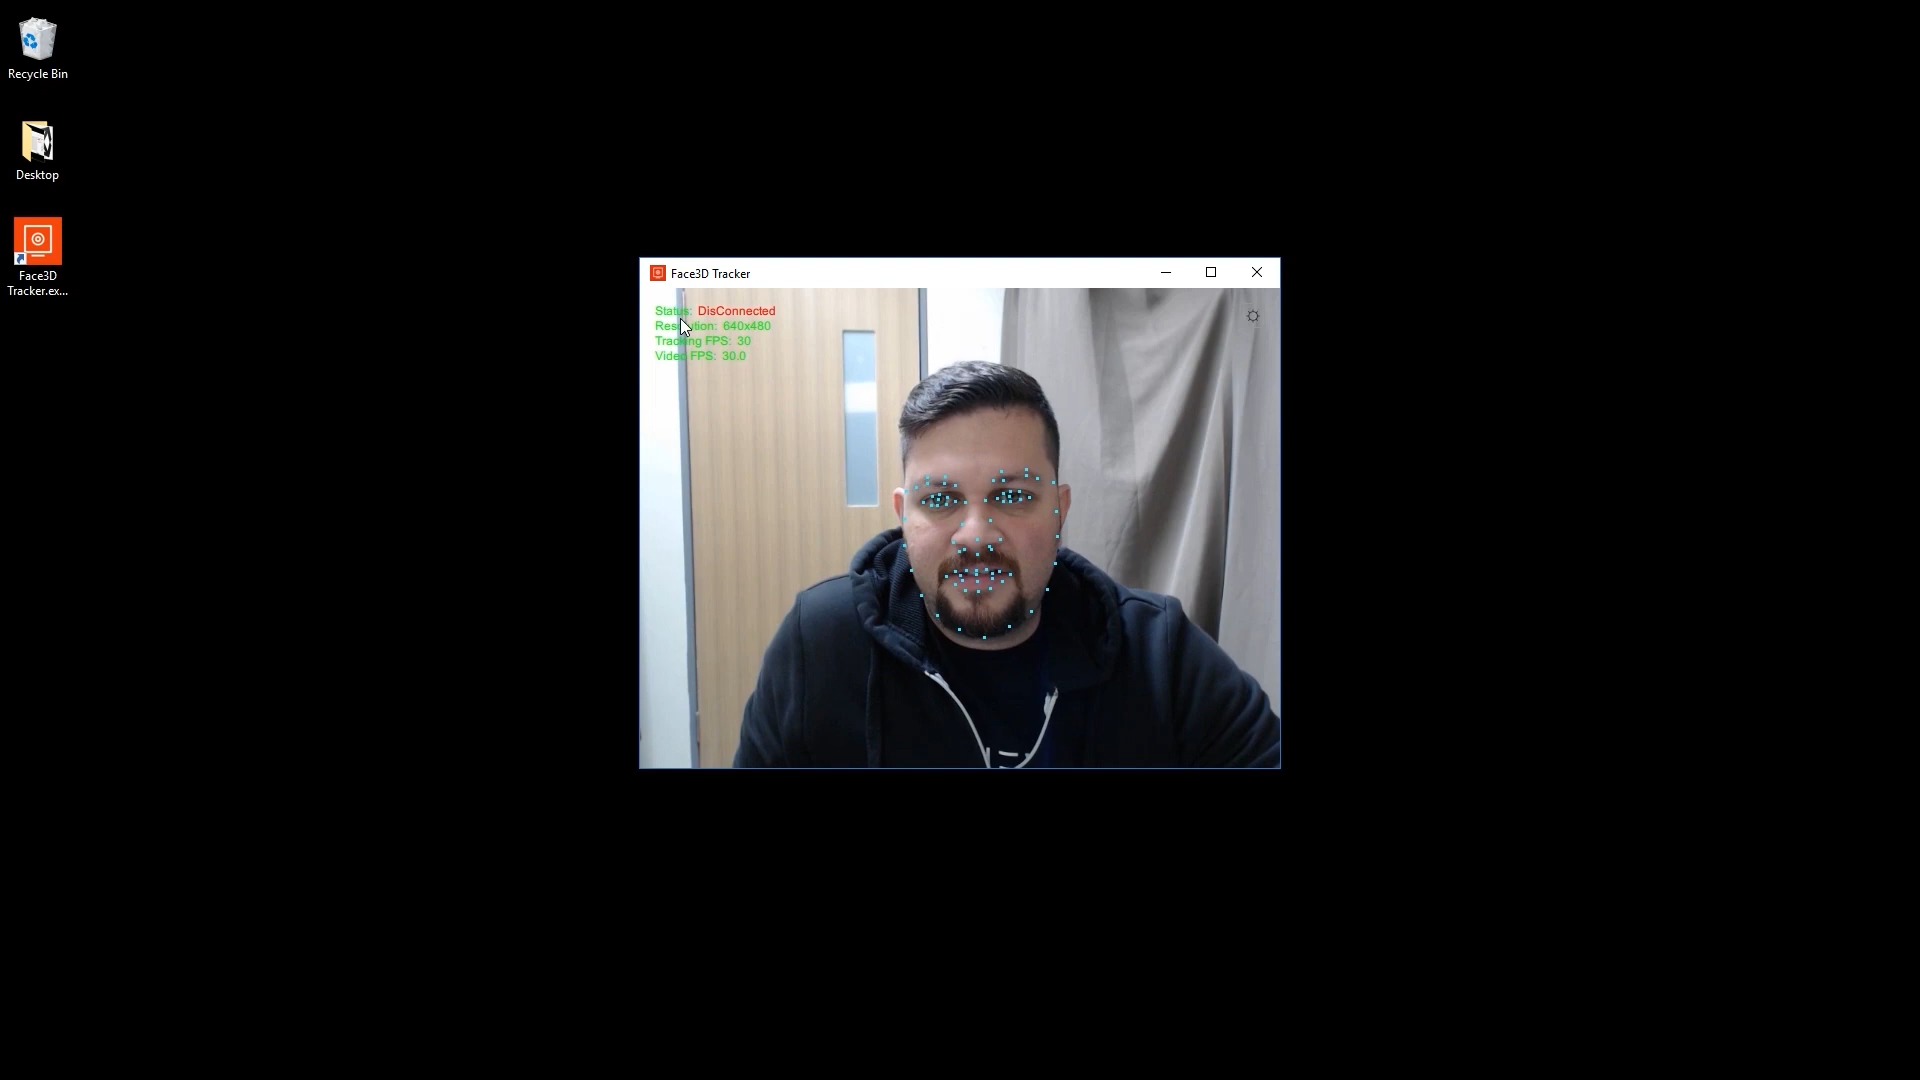 Recycle Bin
Desktop
Face3D
Tracker.ex...
Face3D Tracker
Status: DisConnected
Resolution: 640x480
Tracking FPS: 30
Video FPS: 30.0